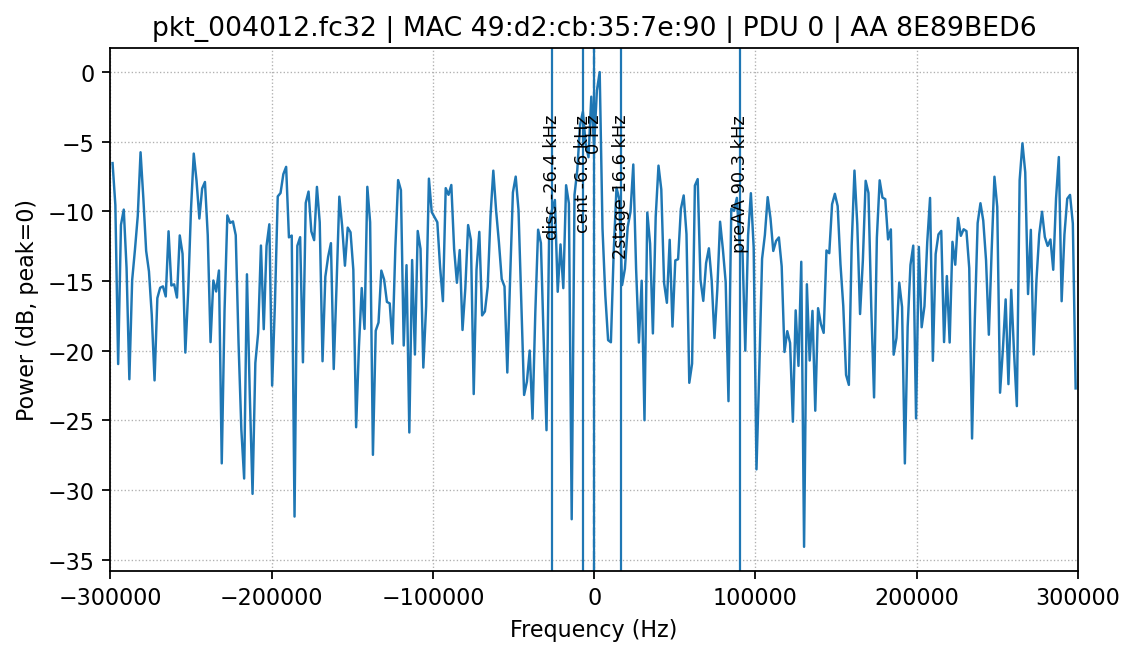 pkt_004012.fc32 | MAC 49:d2:cb:35:7e:90 | PDU 0 | AA 8E89BED6
Power (dB, peak=0)
0
−5
−10
−15
−20
−25
−30
−35
disc -26.4 kHz
cent -6.6 kHz
0 Hz
2stage 16.6 kHz
preAA 90.3 kHz
−300000
−200000
−100000
0
100000
200000
300000
Frequency (Hz)